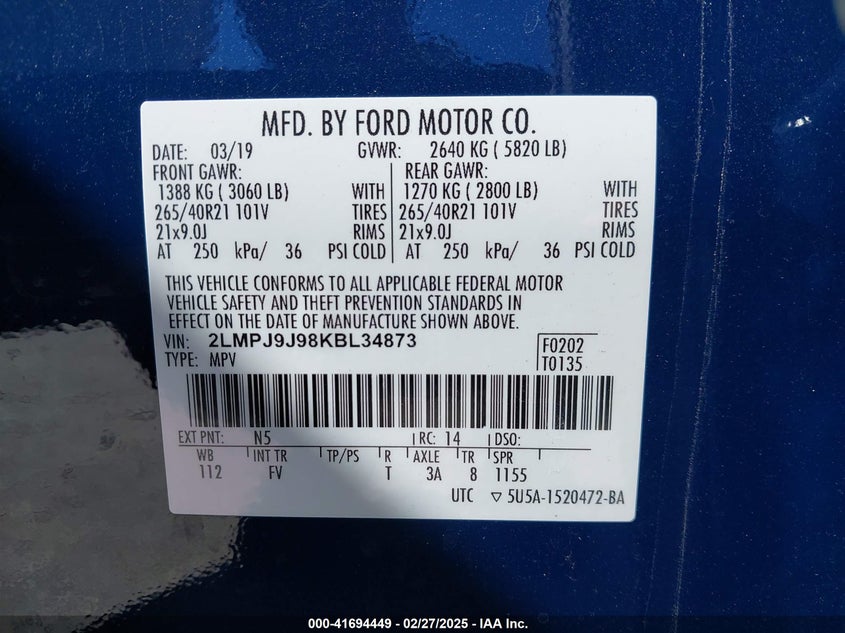 MFD. BY FORD MOTOR CO.
DATE: 03/19 GVWR: 2640 KG ( 5820 LB)
FRONT GAWR: REAR GAWR:
1388 KG ( 3060 LB) WITH 1270 KG ( 2800 LB) WITH
265/40R21 101V TIRES 265/40R21 101V TIRES
21x9.0J RIMS 21x9.0J RIMS
AT 250 kPa/ 36 PSI COLD AT 250 kPa/ 36 PSI COLD
THIS VEHICLE CONFORMS TO ALL APPLICABLE FEDERAL MOTOR
VEHICLE SAFETY AND THEFT PREVENTION STANDARDS IN
EFFECT ON THE DATE OF MANUFACTURE SHOWN ABOVE.
VIN: 2LMPJ9J98KBL34873 F0202
TYPE: MPV T0135
EXT PNT: N5 RC: 14 DSO:
WB INT TR TP/PS R AXLE TR SPR
112 FV T 3A 8 1155
UTC ▽ 5U5A-1520472-BA
000-41694449 - 02/27/2025 - IAA Inc.